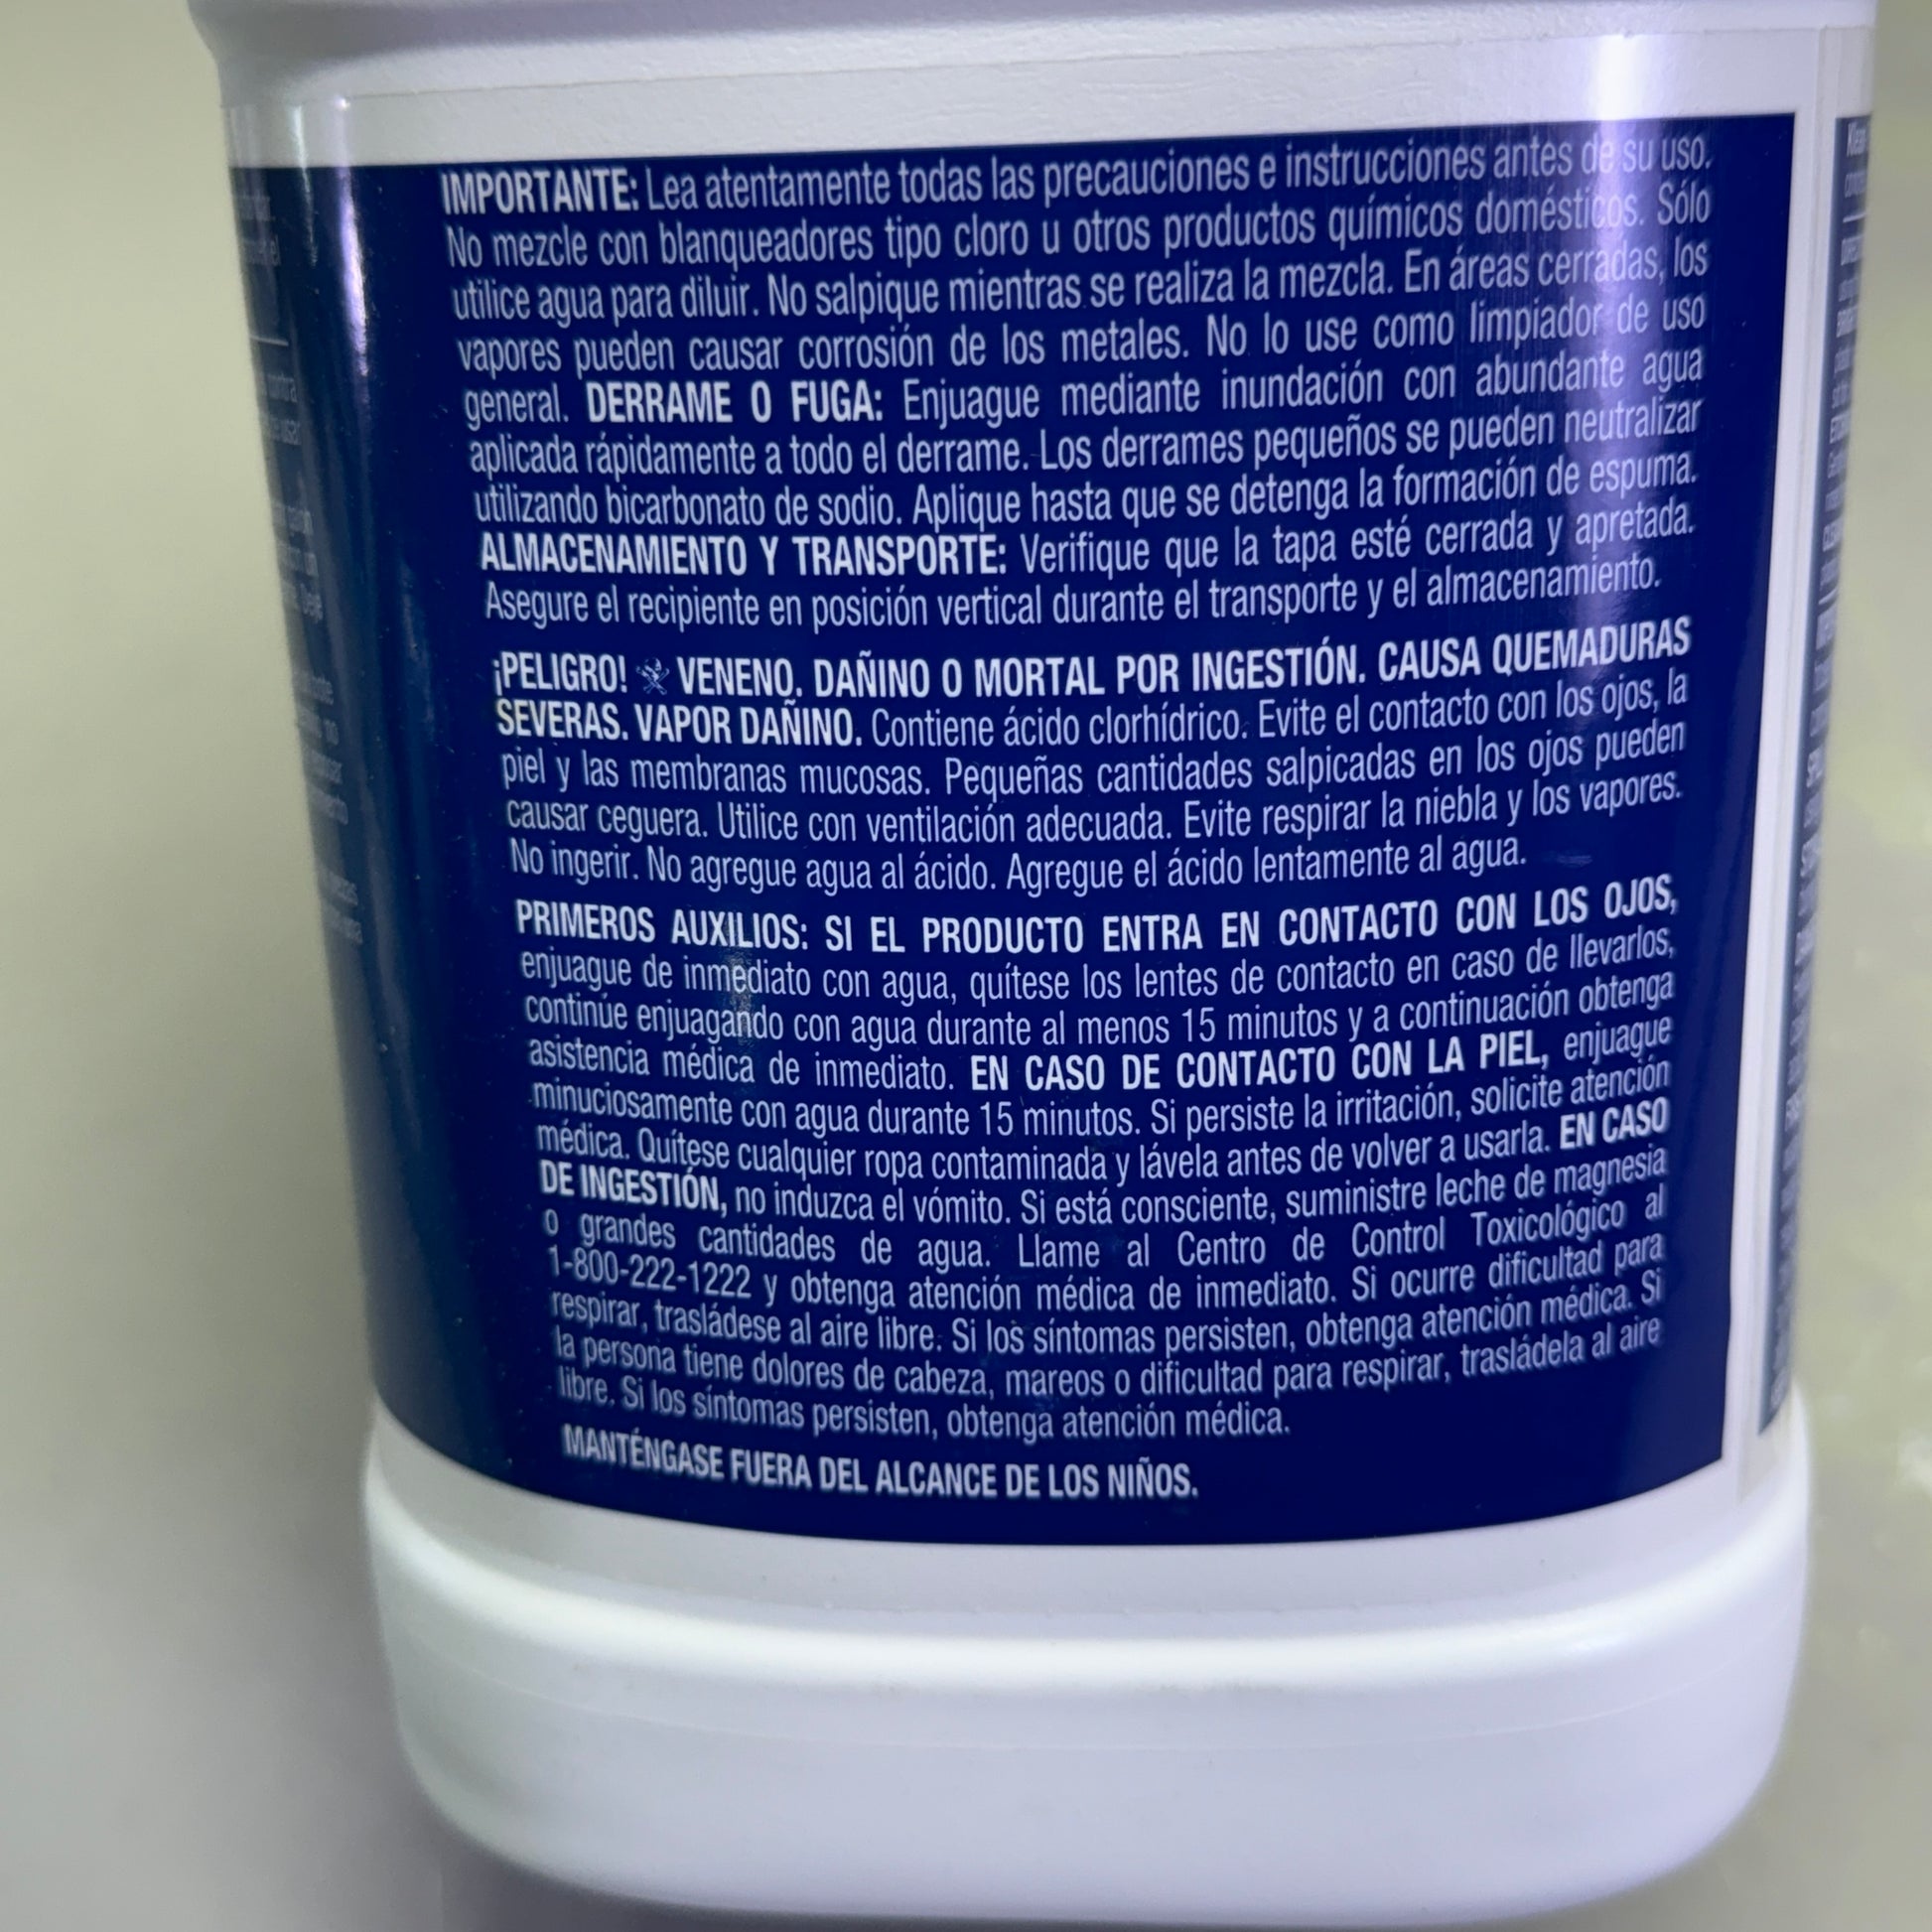 IMPORTANTE: Lea atentamente todas las precauciones e instrucciones antes de su uso.
No mezcle con blanqueadores tipo cloro u otros productos químicos domésticos. Sólo
utilice agua para diluir. No salpique mientras se realiza la mezcla. En áreas cerradas, los
vapores pueden causar corrosión de los metales. No lo use como limpiador de uso
general. DERRAME O FUGA: Enjuague mediante inundación con abundante agua
aplicada rápidamente a todo el derrame. Los derrames pequeños se pueden neutralizar
utilizando bicarbonato de sodio. Aplique hasta que se detenga la formación de espuma.
ALMACENAMIENTO Y TRANSPORTE: Verifique que la tapa esté cerrada y apretada.
Asegure el recipiente en posición vertical durante el transporte y el almacenamiento.
¡PELIGRO! VENENO. DAÑINO O MORTAL POR INGESTIÓN. CAUSA QUEMADURAS
SEVERAS. VAPOR DAÑINO. Contiene ácido clorhídrico. Evite el contacto con los ojos, la
piel y las membranas mucosas. Pequeñas cantidades salpicadas en los ojos pueden
causar ceguera. Utilice con ventilación adecuada. Evite respirar la niebla y los vapores.
No ingerir. No agregue agua al ácido. Agregue el ácido lentamente al agua.
PRIMEROS AUXILIOS: SI EL PRODUCTO ENTRA EN CONTACTO CON LOS OJOS,
enjuague de inmediato con agua, quítese los lentes de contacto en caso de llevarlos,
continúe enjuagando con agua durante al menos 15 minutos y a continuación obtenga
asistencia médica de inmediato. EN CASO DE CONTACTO CON LA PIEL, enjuague
minuciosamente con agua durante 15 minutos. Si persiste la irritación, solicite atención
médica. Quítese cualquier ropa contaminada y lávela antes de volver a usarla. EN CASO
DE INGESTIÓN, no induzca el vómito. Si está consciente, suministre leche de magnesia
o grandes cantidades de agua. Llame al Centro de Control Toxicológico al
1-800-222-1222 y obtenga atención médica de inmediato. Si ocurre dificultad para
respirar, trasládese al aire libre. Si los síntomas persisten, obtenga atención médica. Si
la persona tiene dolores de cabeza, mareos o dificultad para respirar, trasládela al aire
libre. Si los síntomas persisten, obtenga atención médica.
MANTÉNGASE FUERA DEL ALCANCE DE LOS NIÑOS.